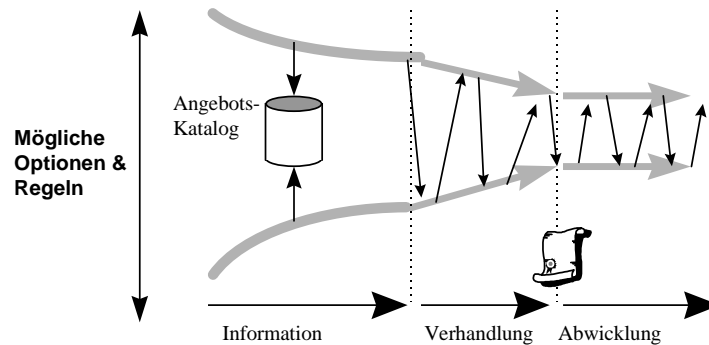 Angebots-
Katalog
Mögliche
Optionen &
Regeln
Information
Verhandlung
Abwicklung